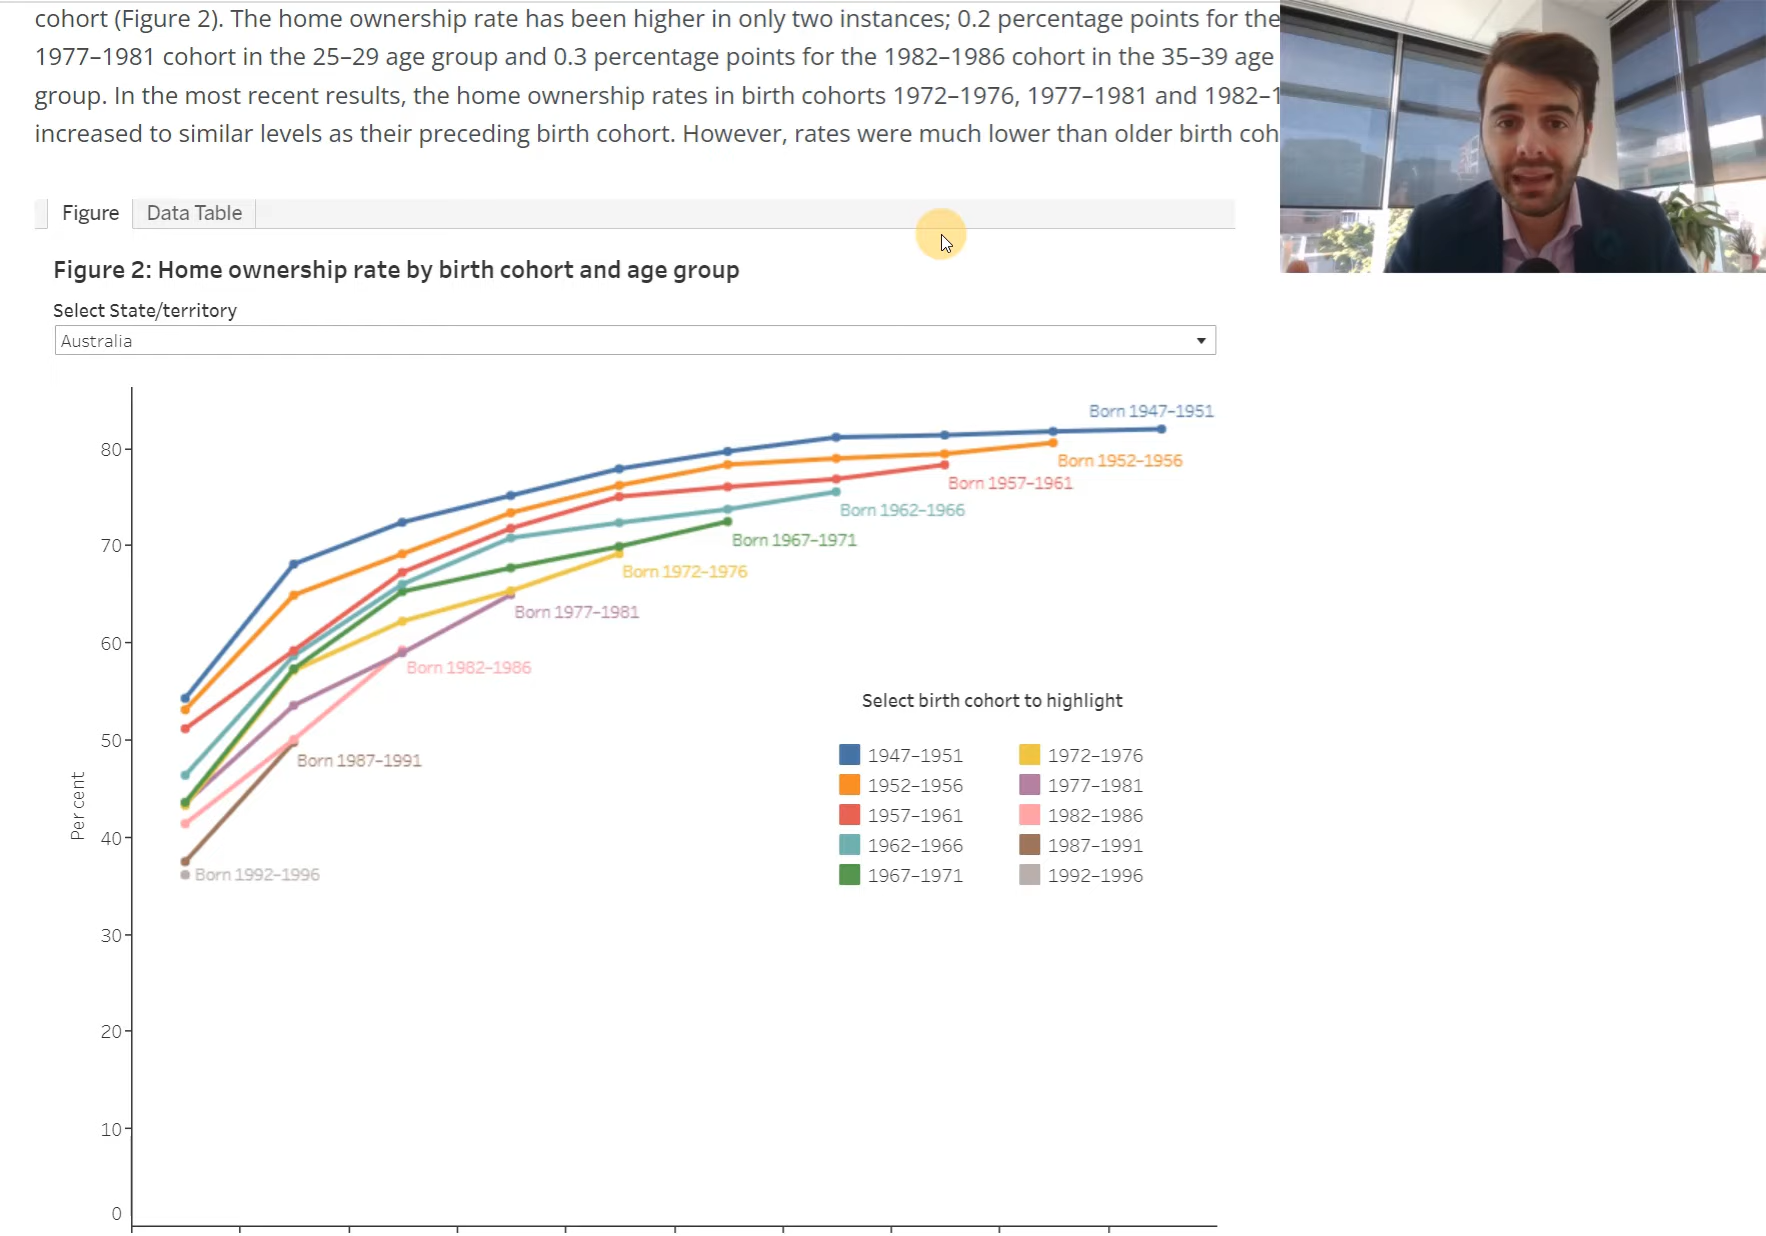 cohort (Figure 2). The home ownership rate has been higher in only two instances; 0.2 percentage points for the
1977–1981 cohort in the 25–29 age group and 0.3 percentage points for the 1982–1986 cohort in the 35–39 age
group. In the most recent results, the home ownership rates in birth cohorts 1972–1976, 1977–1981 and 1982–1
increased to similar levels as their preceding birth cohort. However, rates were much lower than older birth coh
Figure Data Table
Figure 2: Home ownership rate by birth cohort and age group
Select State/territory
Australia
Born 1947–1951
80
Born 1952–1956
Born 1957–1961
Born 1962–1966
70
Born 1967–1971
Born 1972–1976
Born 1977–1981
60
Born 1982–1986
Select birth cohort to highlight
50
Born 1987–1991
1947–1951 1972–1976
1952–1956 1977–1981
1957–1961 1982–1986
1962–1966 1987–1991
1967–1971 1992–1996
Per cent
40
Born 1992–1996
30
20
10
0